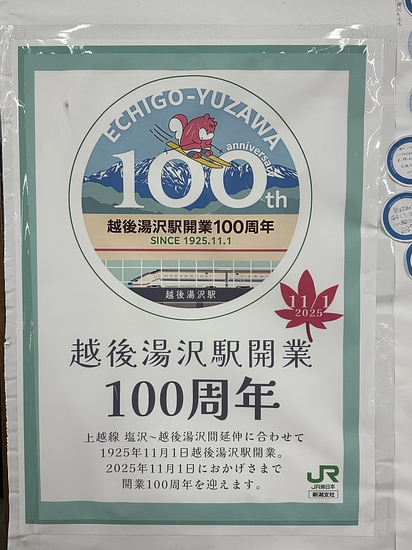 ECHIGO-YUZAWA
100th
anniversary
越後湯沢駅開業100周年
SINCE 1925.11.1
越後湯沢駅
11/1
2025
越後湯沢駅開業
100周年
上越線 塩沢～越後湯沢間延伸に合わせて
1925年11月1日越後湯沢駅開業。
2025年11月1日におかげさまで
開業100周年を迎えます。
JR
JR東日本
新潟支社